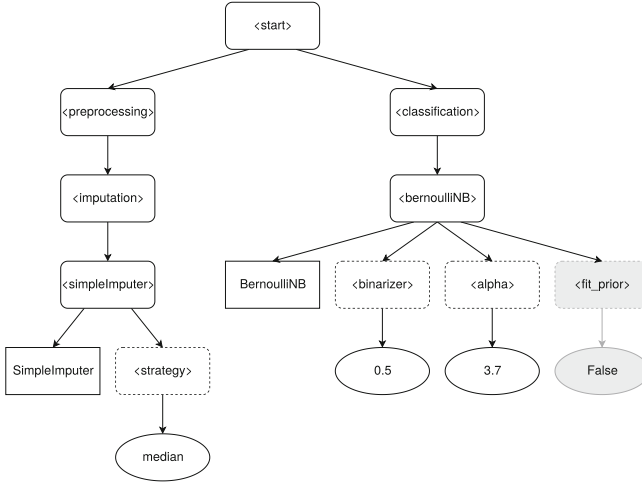 <start>
<preprocessing>
<classification>
<imputation>
<bernoulliNB>
<simpleImputer>
BernoulliNB
<binarizer>
<alpha>
<fit_prior>
SimpleImputer
<strategy>
0.5
3.7
False
median